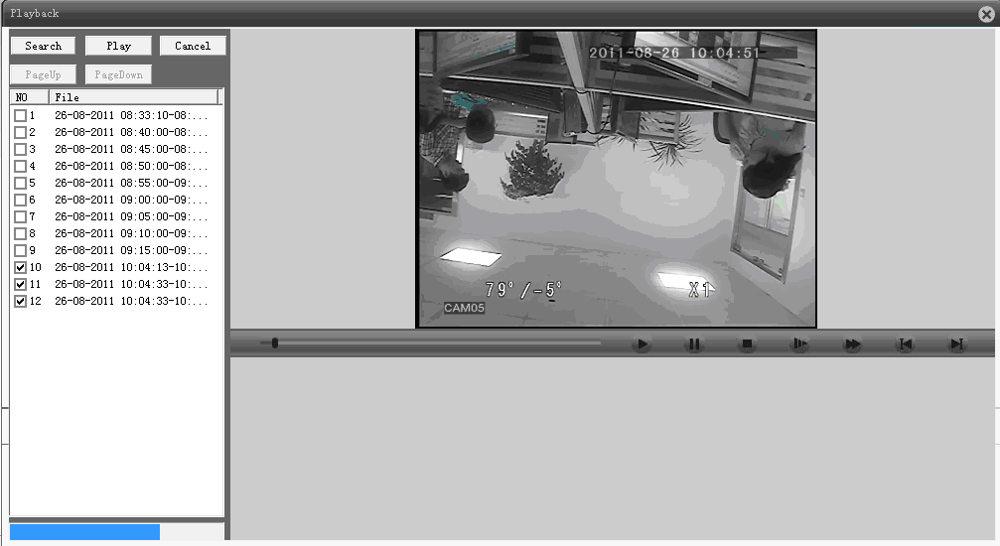 Playback
Search Play Cancel
PageUp PageDown
NO File
1 26-08-2011 08:33:10-08:...
2 26-08-2011 08:40:00-08:...
3 26-08-2011 08:45:00-08:...
4 26-08-2011 08:50:00-08:...
5 26-08-2011 08:55:00-09:...
6 26-08-2011 09:00:00-09:...
7 26-08-2011 09:05:00-09:...
8 26-08-2011 09:10:00-09:...
9 26-08-2011 09:15:00-09:...
10 26-08-2011 10:04:13-10:...
11 26-08-2011 10:04:33-10:...
12 26-08-2011 10:04:33-10:...
2011-08-26 10:04:51
79°/-5° X1
CAM05